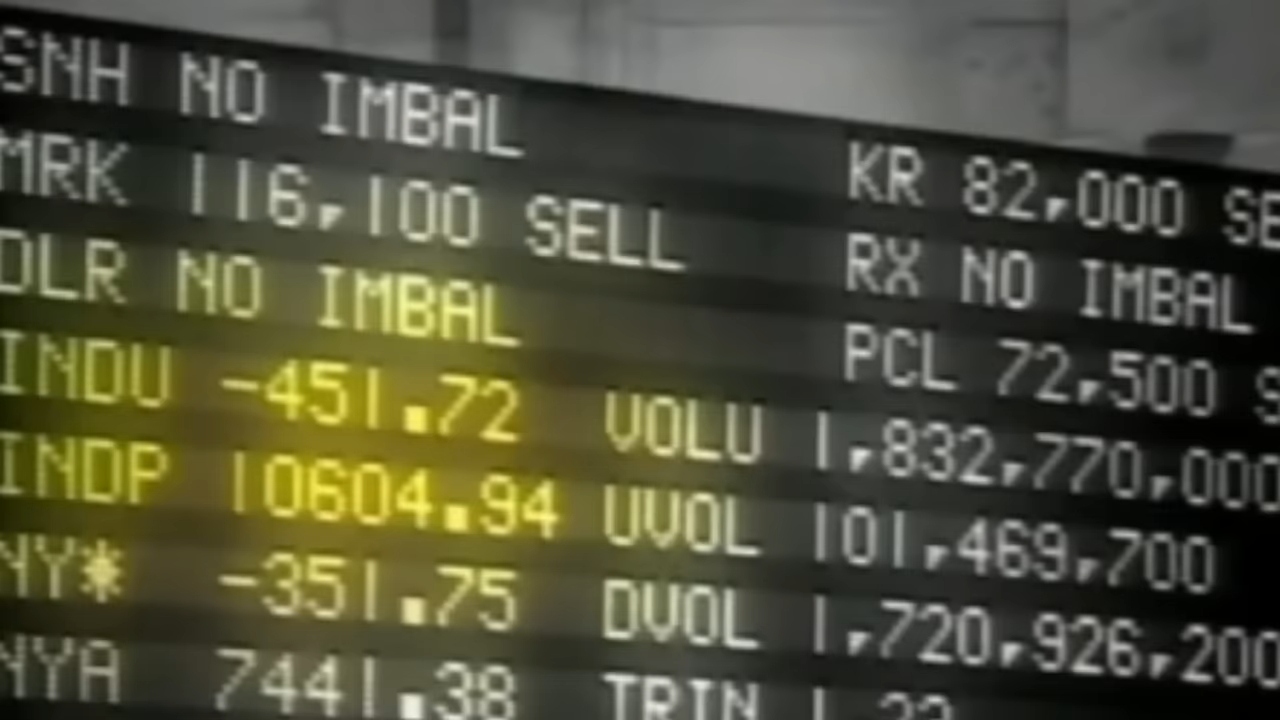 SNH NO IMBAL
MRK 116,100 SELL
DLR NO IMBAL
INDU -451.72
INDP 10604.94
NY* -351.75
NYA 7441.38
KR 82,000 SE
RX NO IMBAL
PCL 72,500 S
VOLU 1,832,770,000
UVOL 101,469,700
DVOL 1,720,926,200
TRIN 1.